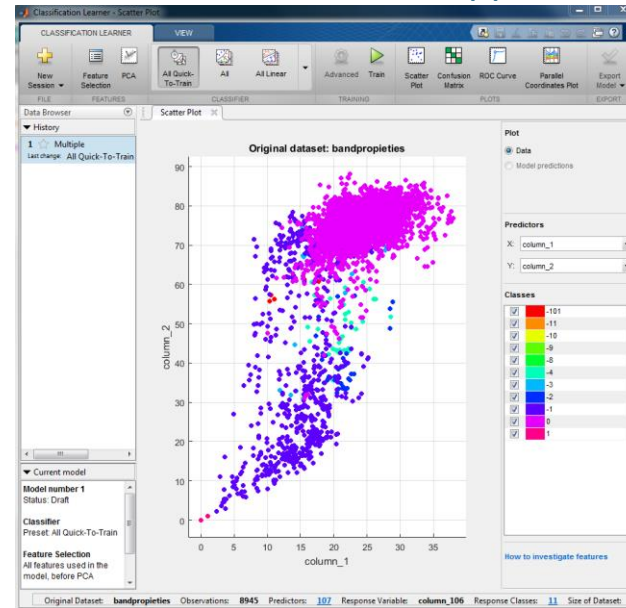 Classification Learner - Scatter Plot
CLASSIFICATION LEARNER VIEW
New Session Feature Selection PCA All Quick-To-Train All All Linear Advanced Train Scatter Plot Confusion Matrix ROC Curve Parallel Coordinates Plot Export Model
FILE FEATURES CLASSIFIER TRAINING PLOTS EXPORT
Data Browser
Scatter Plot
History
1 Multiple
Last change: All Quick-To-Train
Current model
Model number 1
Status: Draft
Classifier
Preset: All Quick-To-Train
Feature Selection
All features used in the
model, before PCA
Original dataset: bandpropieties
column_2
90
80
70
60
50
40
30
20
10
0
0 5 10 15 20 25 30 35
column_1
Plot
Data
Model predictions
Predictors
X: column_1
Y: column_2
Classes
-101
-11
-10
-9
-8
-4
-3
-2
-1
0
1
How to investigate features
Original Dataset: bandpropieties Observations: 8945 Predictors: 107 Response Variable: column_106 Response Classes: 11 Size of Dataset: